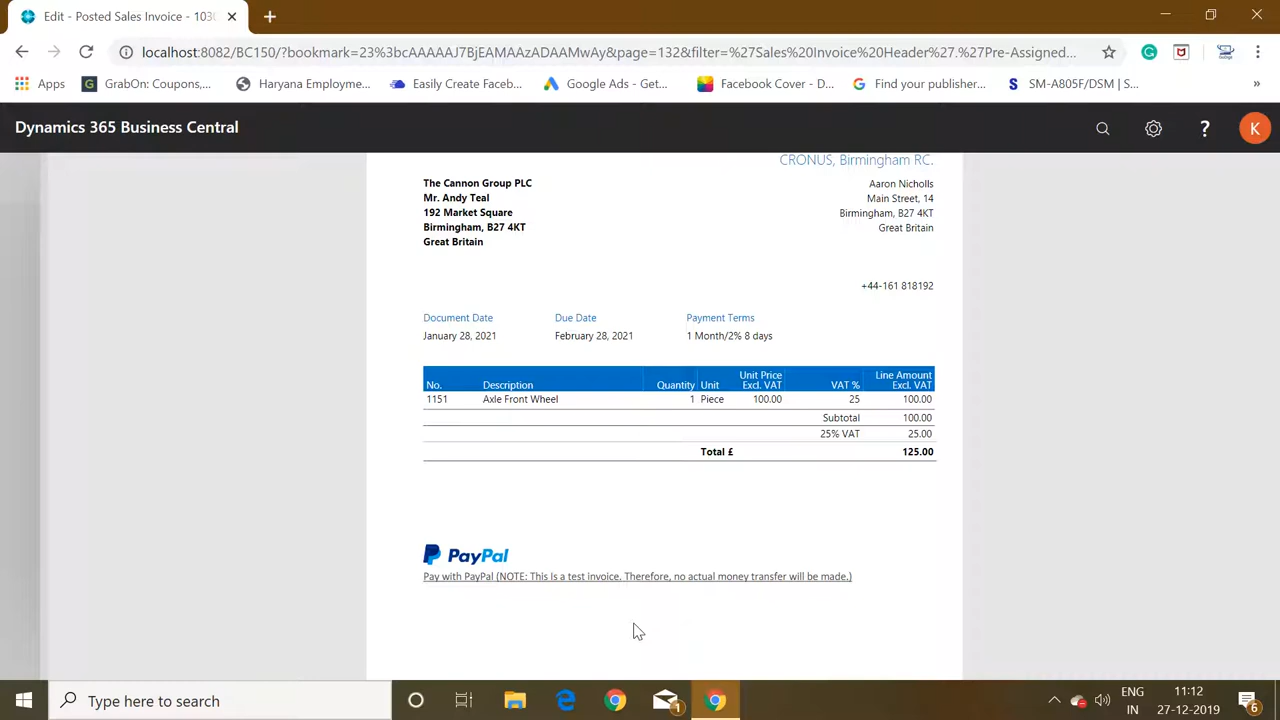 Edit - Posted Sales Invoice - 103
localhost:8082/BC150/?bookmark=23%3bcAAAAAJ7BjEAMAAzADAAMwAy&page=132&filter=%27Sales%20Invoice%20Header%27.%27Pre-Assigned...
Apps GrabOn: Coupons,... Haryana Employme... Easily Create Faceb... Google Ads - Get... Facebook Cover - D... Find your publisher... SM-A805F/DSM | S... »
Dynamics 365 Business Central
? K
CRONUS, Birmingham RC.
The Cannon Group PLC Aaron Nicholls
Mr. Andy Teal Main Street, 14
192 Market Square Birmingham, B27 4KT
Birmingham, B27 4KT Great Britain
Great Britain
+44-161 818192
Document Date Due Date Payment Terms
January 28, 2021 February 28, 2021 1 Month/2% 8 days
Unit Price Line Amount
No. Description Quantity Unit Excl. VAT VAT % Excl. VAT
1151 Axle Front Wheel 1 Piece 100.00 25 100.00
Subtotal 100.00
25% VAT 25.00
Total £ 125.00
PayPal
Pay with PayPal (NOTE: This is a test invoice. Therefore, no actual money transfer will be made.)
Type here to search
1
ENG 11:12
IN 27-12-2019 6